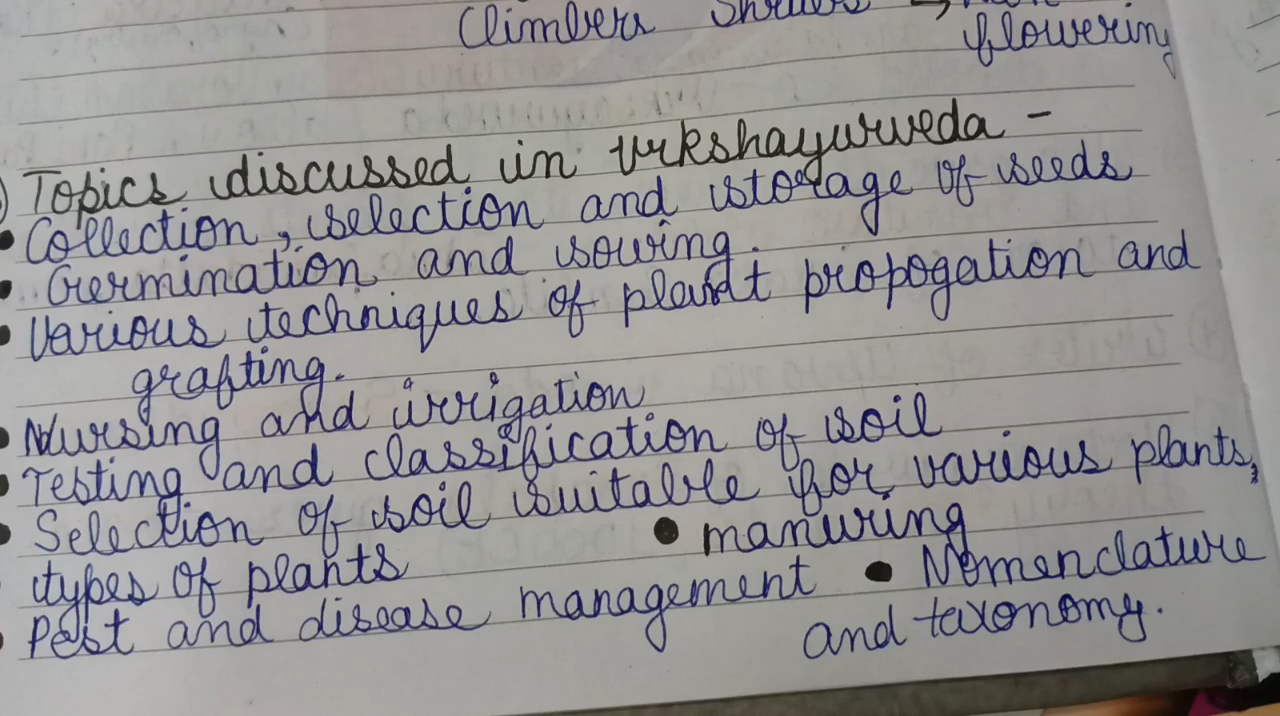 Climbers Shrubs →
flowering
Topics discussed in vrkshayurveda -
• Collection, selection and storage of seeds
• Germination and sowing.
• Various techniques of plant propogation and
grafting.
• Nursing and irrigation
• Testing and classification of soil
• Selection of soil suitable for various plants,
types of plants • manuring
• Pest and disease management • Nomenclature
and taxonomy.